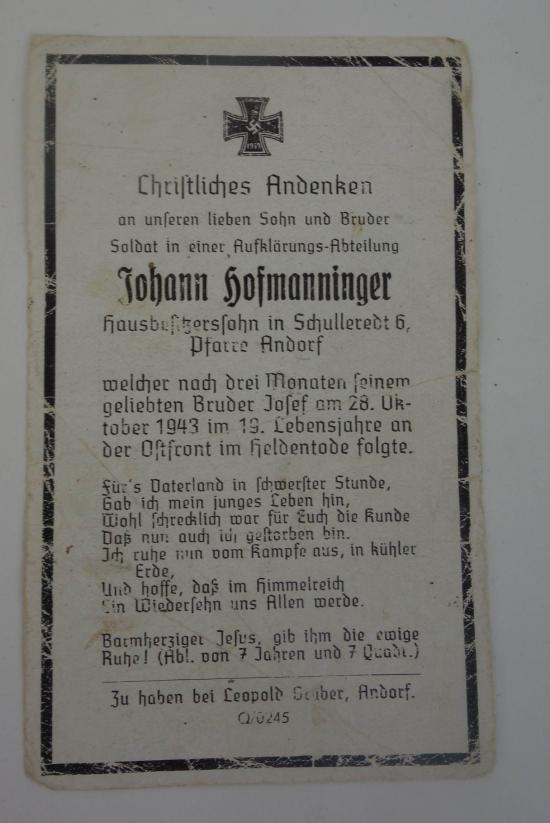 1939
Christliches Andenken
an unseren lieben Sohn und Bruder
Soldat in einer Aufklärungs-Abteilung
Johann Hofmanninger
Hausbesitzerssohn in Schulleredt 6,
Pfarre Andorf
welcher nach drei Monaten seinem
geliebten Bruder Josef am 28. Ok-
tober 1943 im 19. Lebensjahre an
der Ostfront im Heldentode folgte.
Für's Vaterland in schwerster Stunde,
Gab ich mein junges Leben hin,
Wohl schrecklich war für Euch die Kunde
Daß nun auch ich gestorben bin.
Ich ruhe nun vom Kampfe aus, in kühler
Erde,
Und hoffe, daß im Himmelreich
Ein Wiedersehn uns Allen werde.
Barmherziger Jesus, gib ihm die ewige
Ruhe! (Abl. von 7 Jahren und 7 Quadr.)
Zu haben bei Leopold Andorf.
Q/0245